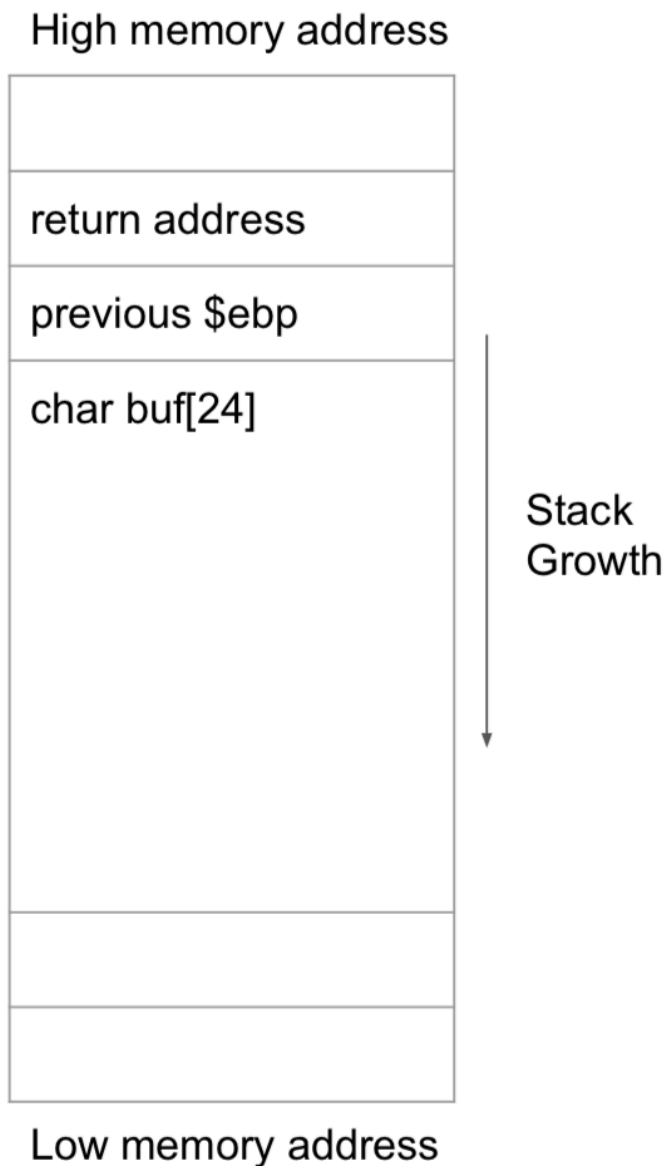 High memory address
return address
previous $ebp
char buf[24]
Stack
Growth
Low memory address